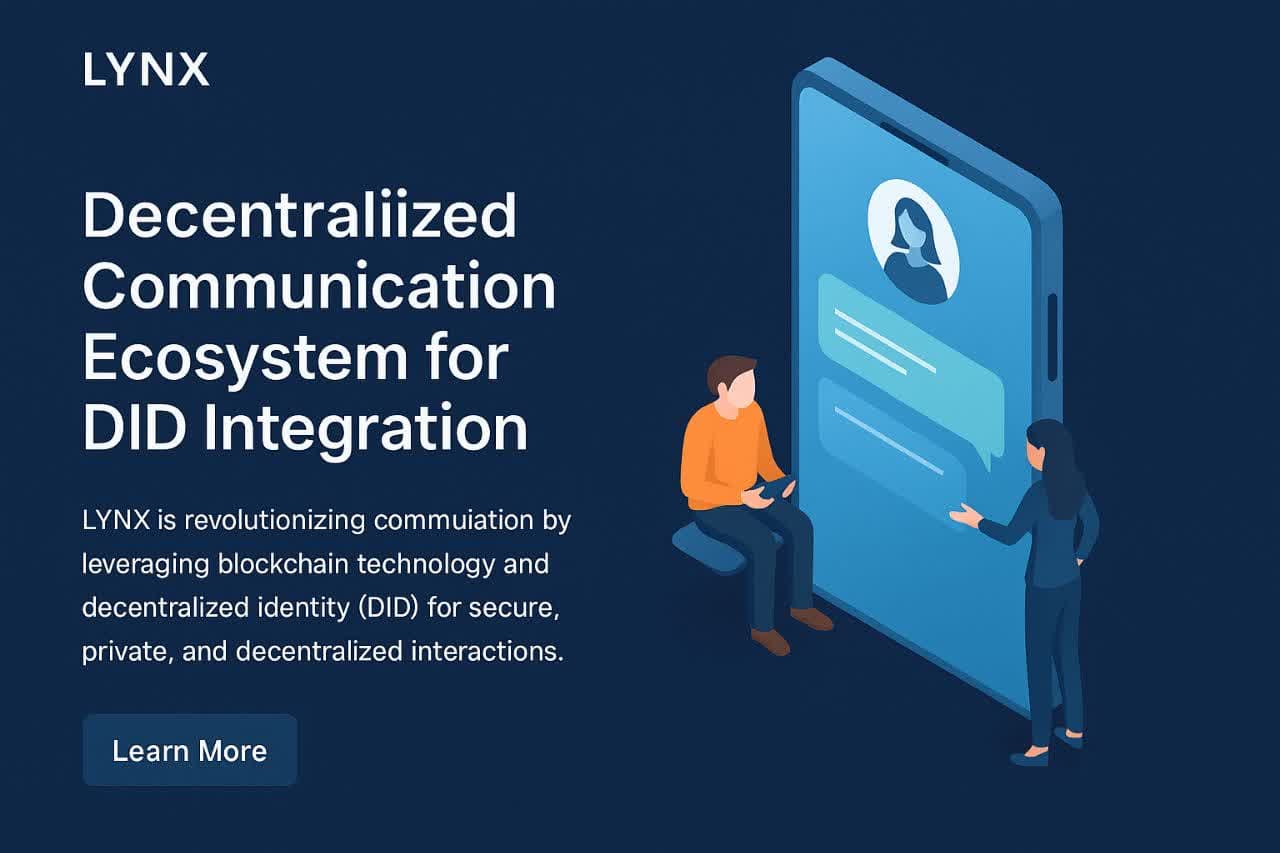 LYNX
Decentraliized
Communication
Ecosystem for
DID Integration
LYNX is revolutionizing commuiation by
leveraging blockchain technology and
decentralized identity (DID) for secure,
private, and decentralized interactions.
Learn More